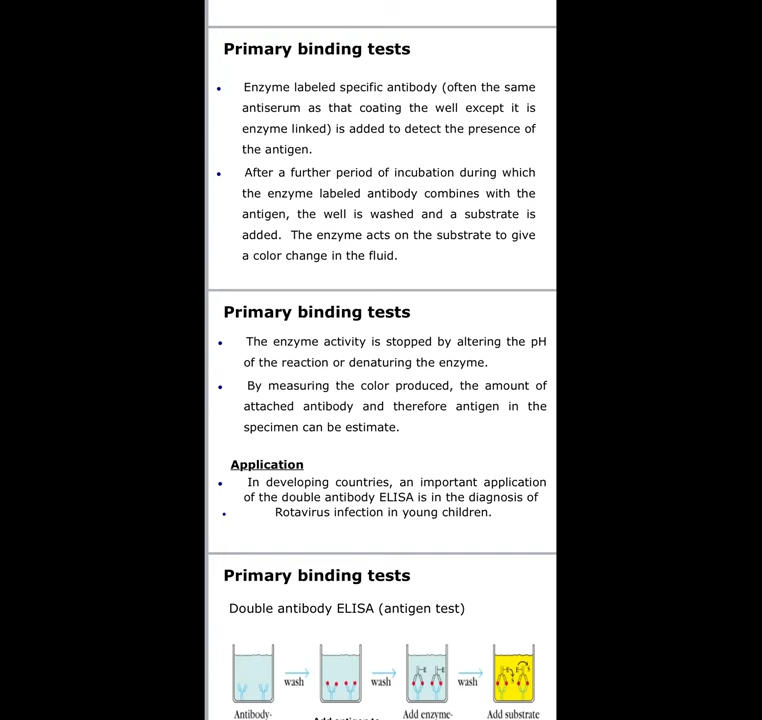 Primary binding tests
• Enzyme labeled specific antibody (often the same
antiserum as that coating the well except it is
enzyme linked) is added to detect the presence of
the antigen.
• After a further period of incubation during which
the enzyme labeled antibody combines with the
antigen, the well is washed and a substrate is
added. The enzyme acts on the substrate to give
a color change in the fluid.
Primary binding tests
• The enzyme activity is stopped by altering the pH
of the reaction or denaturing the enzyme.
• By measuring the color produced, the amount of
attached antibody and therefore antigen in the
specimen can be estimate.
Application
• In developing countries, an important application
of the double antibody ELISA is in the diagnosis of
• Rotavirus infection in young children.
Primary binding tests
Double antibody ELISA (antigen test)
wash wash wash
Antibody- Add antigen to Add enzyme- Add substrate